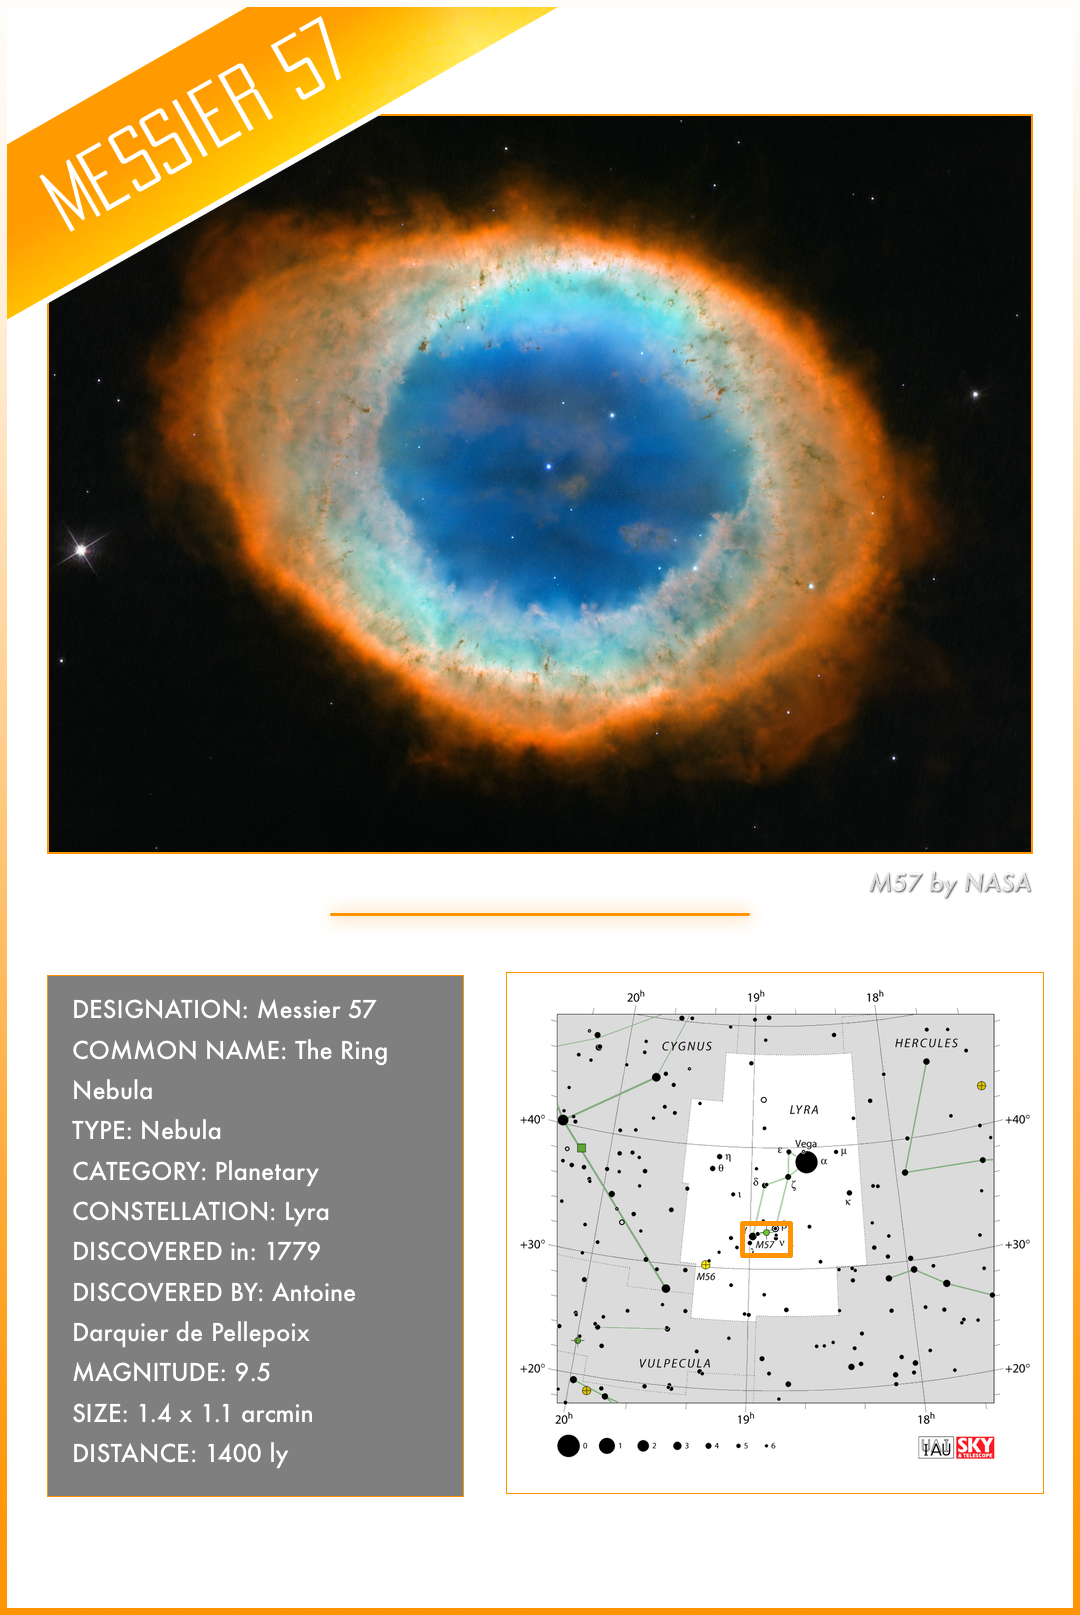 MESSIER 57
M57 by NASA
DESIGNATION: Messier 57
COMMON NAME: The Ring
Nebula
TYPE: Nebula
CATEGORY: Planetary
CONSTELLATION: Lyra
DISCOVERED in: 1779
DISCOVERED BY: Antoine
Darquier de Pellepoix
MAGNITUDE: 9.5
SIZE: 1.4 x 1.1 arcmin
DISTANCE: 1400 ly
20h 19h 18h
CYGNUS
HERCULES
LYRA
+40° +40°
Vega
ε α μ
η
θ
δ ζ
ι κ
β
M57 ν
+30° +30°
M56
VULPECULA
+20° +20°
20h 19h 18h
0 1 2 3 4 5 6
IAU
SKY
& TELESCOPE